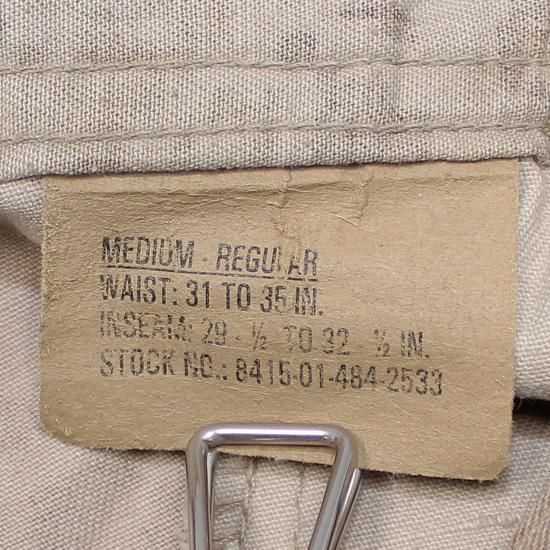 MEDIUM - REGULAR
WAIST: 31 TO 35 IN.
INSEAM: 29 - ½ TO 32 - ½ IN.
STOCK NO.: 8415-01-484-2533